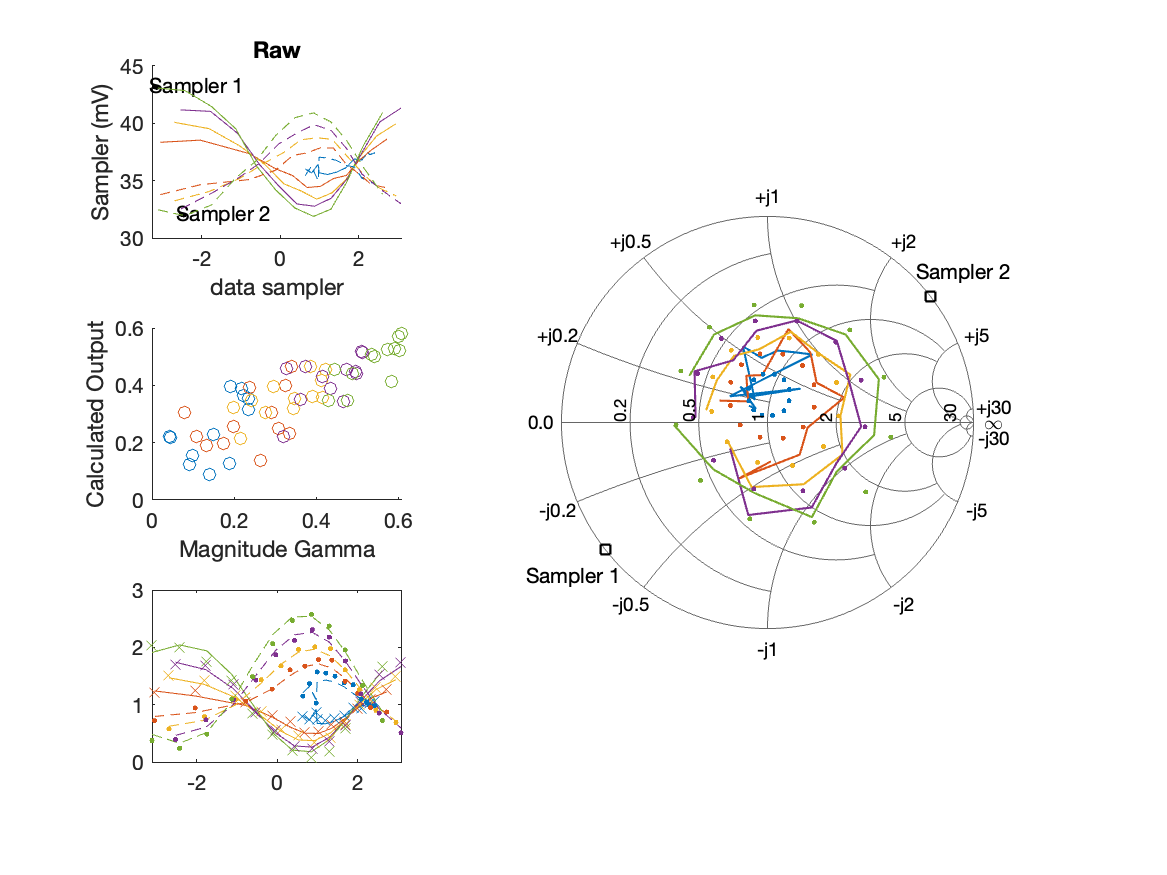 Raw
45
40
35
30
Sampler (mV)
Sampler 1
Sampler 2
-2
0
2
data sampler
0.6
0.4
0.2
0
Calculated Output
0
0.2
0.4
0.6
Magnitude Gamma
3
2
1
0
-2
0
2
+j1
+j0.5
+j2
Sampler 2
+j0.2
+j5
0.0
0.2
0.5
1
2
5
30
+j30
∞
-j30
-j0.2
-j5
Sampler 1
-j0.5
-j2
-j1